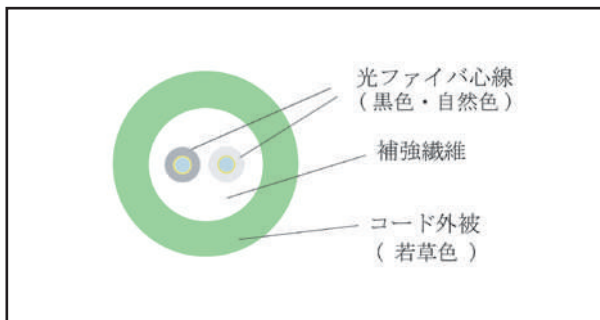 光ファイバ心線
（黒色・自然色）
補強繊維
コード外被
（ 若草色 ）